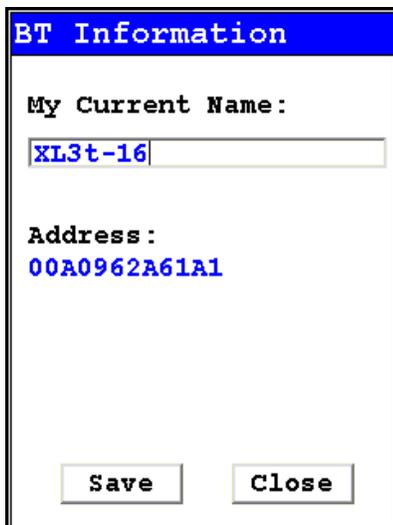 BT Information
My Current Name:
XL3t-16
Address:
00A0962A61A1
Save Close